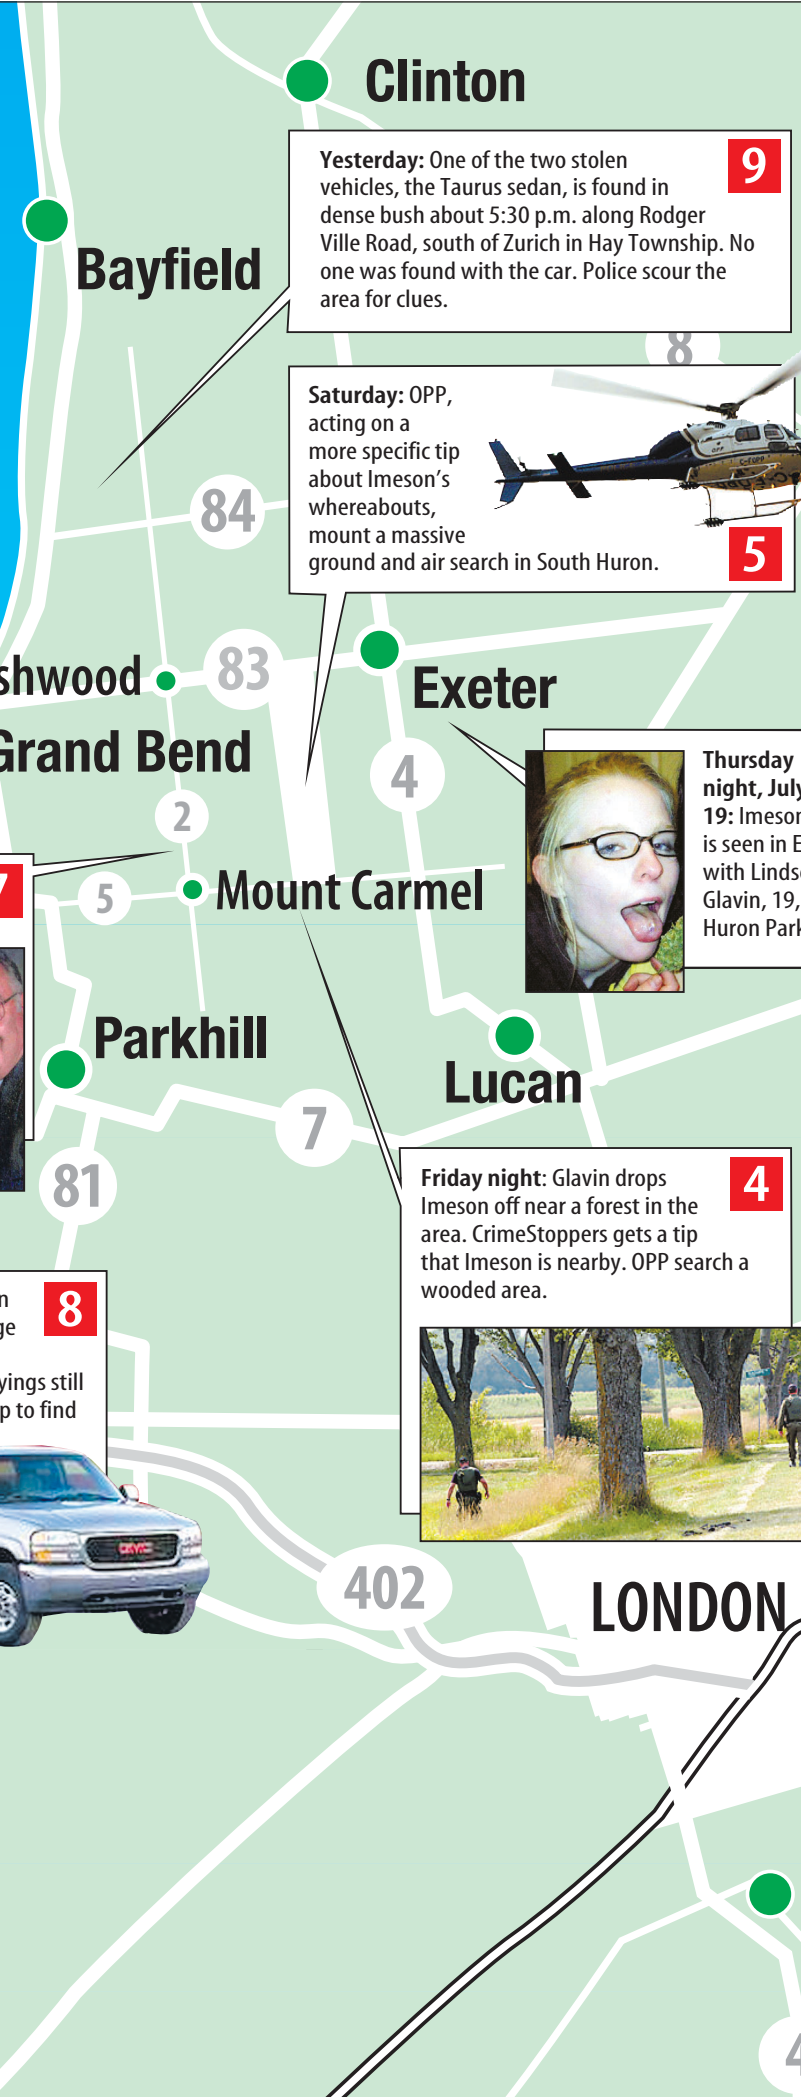 Clinton
Yesterday: One of the two stolen
vehicles, the Taurus sedan, is found in
dense bush about 5:30 p.m. along Rodger
Ville Road, south of Zurich in Hay Township. No
one was found with the car. Police scour the
area for clues.
9
Bayfield
8
Saturday: OPP,
acting on a
more specific tip
about Imeson's
whereabouts,
mount a massive
ground and air search in South Huron.
5
84
shwood
83
Exeter
Grand Bend
4
2
Thursday
night, July
19: Imeson
is seen in E
with Lindse
Glavin, 19,
Huron Park
7
5
Mount Carmel
Parkhill
Lucan
7
81
Friday night: Glavin drops
Imeson off near a forest in the
area. CrimeStoppers gets a tip
that Imeson is nearby. OPP search a
wooded area.
4
n
ge
yings still
p to find
8
GMC
402
LONDON
4